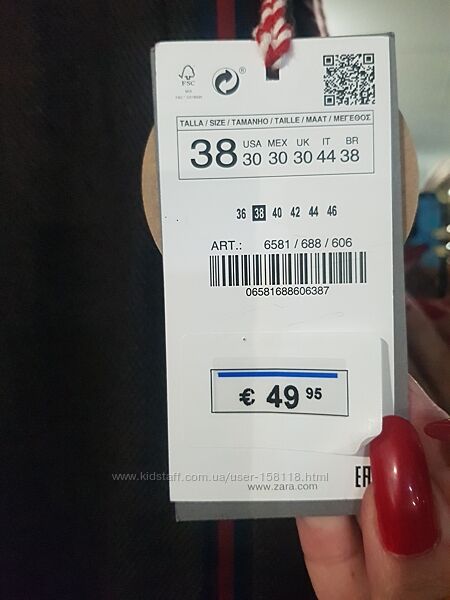 FSC
MIX
®
TALLA / SIZE / TAMANHO / TAILLE / MAAT / ΜΕΓΕΘΟΣ
38
USA MEX UK IT BR
30 30 30 44 38
36 38 40 42 44 46
ART.: 6581 / 688 / 606
06581688606387
€ 49 95
www.kidstaff.com.ua/user-158118.html
www.zara.com